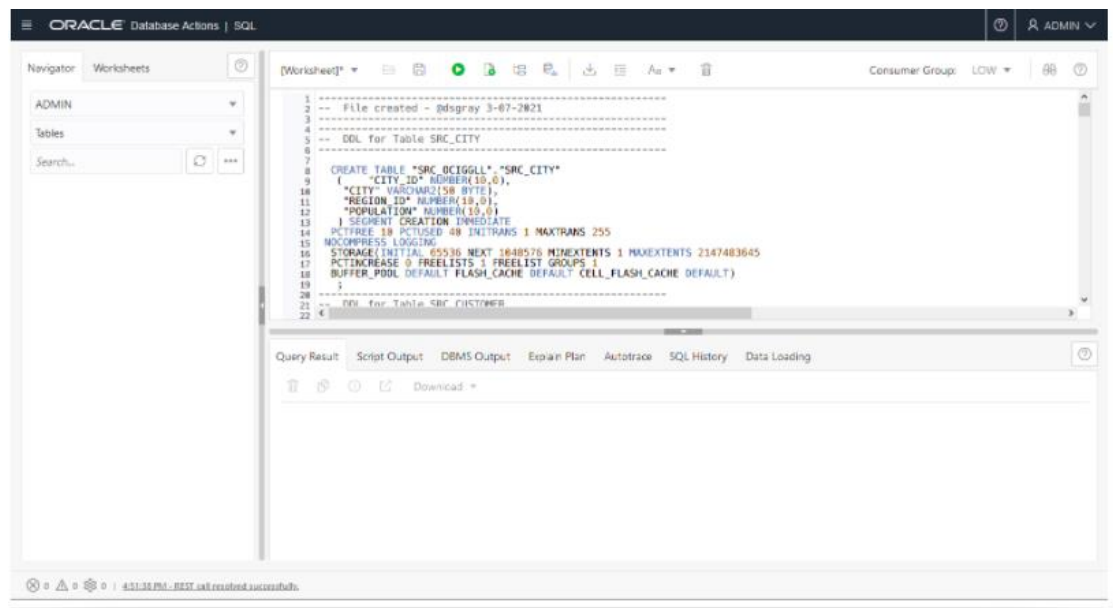 ORACLE Database Actions | SQL
ADMIN
Navigator Worksheets
[Worksheet]*
Consumer Group: LOW
ADMIN
Tables
Search...
1 ----------------------------------------------------------
2 -- File created - @dsgray 3-07-2021
3 ----------------------------------------------------------
4 ----------------------------------------------------------
5 -- DDL for Table SRC_CITY
6 ----------------------------------------------------------
7
8 CREATE TABLE "SRC_OCIGGLL"."SRC_CITY"
9 ( "CITY_ID" NUMBER(10,0),
10 "CITY" VARCHAR2(50 BYTE),
11 "REGION_ID" NUMBER(10,0),
12 "POPULATION" NUMBER(10,0)
13 ) SEGMENT CREATION IMMEDIATE
14 PCTFREE 10 PCTUSED 40 INITRANS 1 MAXTRANS 255
15 NOCOMPRESS LOGGING
16 STORAGE(INITIAL 65536 NEXT 1048576 MINEXTENTS 1 MAXEXTENTS 2147483645
17 PCTINCREASE 0 FREELISTS 1 FREELIST GROUPS 1
18 BUFFER_POOL DEFAULT FLASH_CACHE DEFAULT CELL_FLASH_CACHE DEFAULT)
19 ;
20 ----------------------------------------------------------
21 -- DDL for Table SRC_CUSTOMER
22
Query Result Script Output DBMS Output Explain Plan Autotrace SQL History Data Loading
Download
0 0 0 | 4:51:38 PM - REST call resolved successfully.